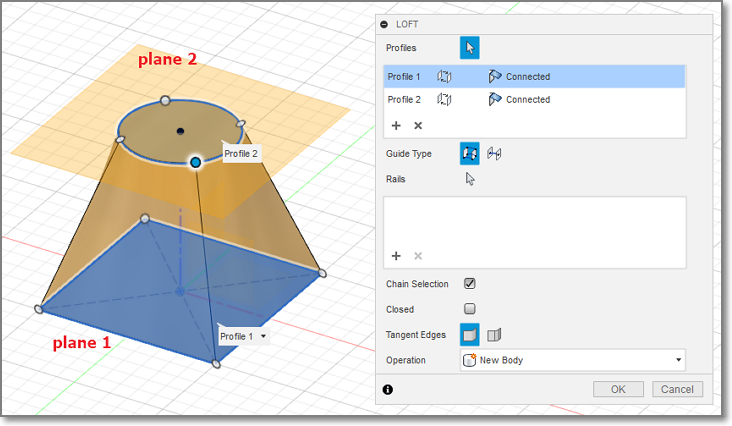 plane 2
Profile 2
plane 1
Profile 1
LOFT
Profiles
Profile 1 Connected
Profile 2 Connected
Guide Type
Rails
Chain Selection
Closed
Tangent Edges
Operation New Body
OK Cancel